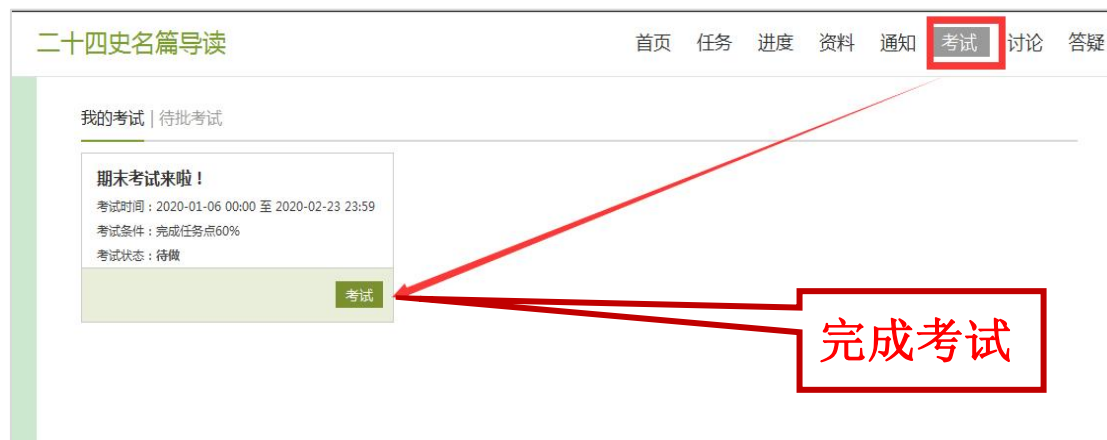 二十四史名篇导读
首页 任务 进度 资料 通知 考试 讨论 答疑
我的考试 | 待批考试
期末考试来啦！
考试时间：2020-01-06 00:00 至 2020-02-23 23:59
考试条件：完成任务点60%
考试状态：待做
考试
完成考试